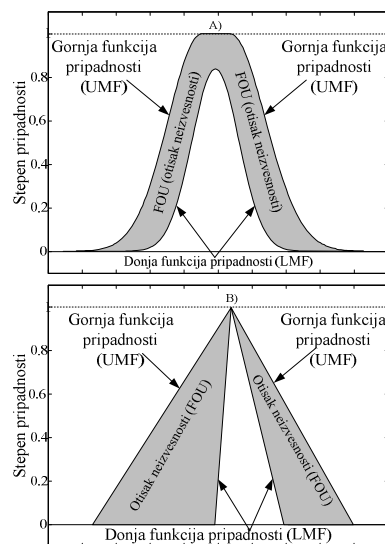 A)
Gornja funkcija
pripadnosti
(UMF)
Gornja funkcija
pripadnosti
(UMF)
Stepen pripadnosti
0,8
0,6
0,4
0,2
0
FOU (otisak neizvesnosti)
FOU (otisak neizvesnosti)
Donja funkcija pripadnosti (LMF)
B)
Gornja funkcija
pripadnosti
(UMF)
Gornja funkcija
pripadnosti
(UMF)
Stepen pripadnosti
0.8
0.6
0.4
0.2
0
Otisak neizvesnosti (FOU)
Otisak neizvesnosti (FOU)
Donja funkcija pripadnosti (LMF)